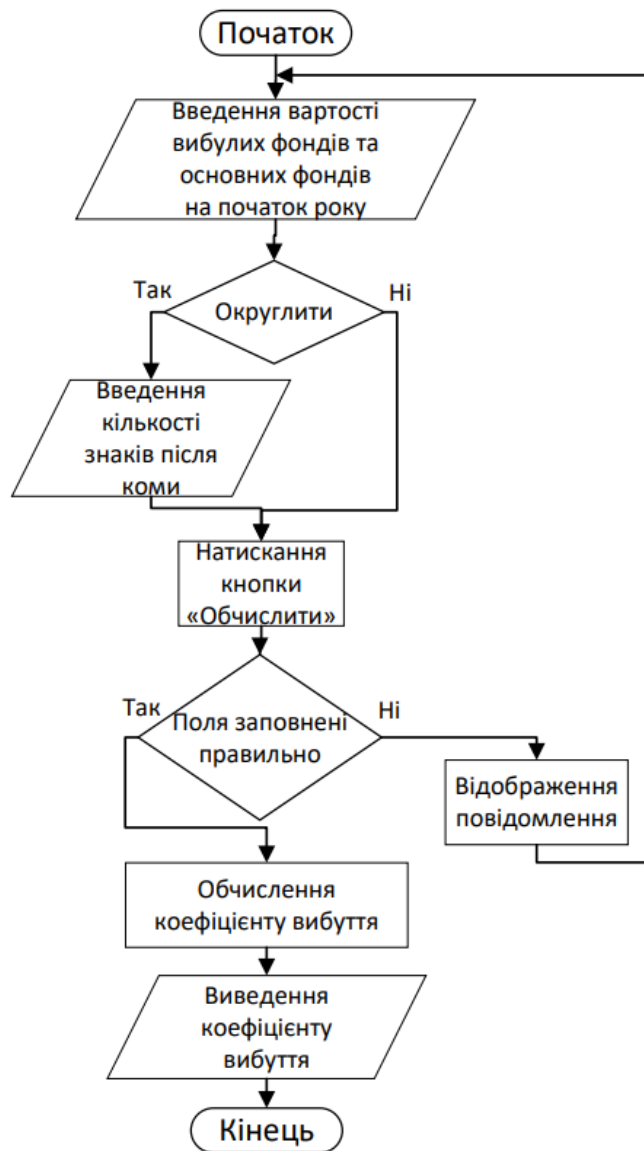 Початок
Введення вартості
вибулих фондів та
основних фондів
на початок року
Так
Ні
Округлити
Введення
кількості
знаків після
коми
Натискання
кнопки
«Обчислити»
Так
Ні
Поля заповнені
правильно
Відображення
повідомлення
Обчислення
коефіцієнту вибуття
Виведення
коефіцієнту
вибуття
Кінець